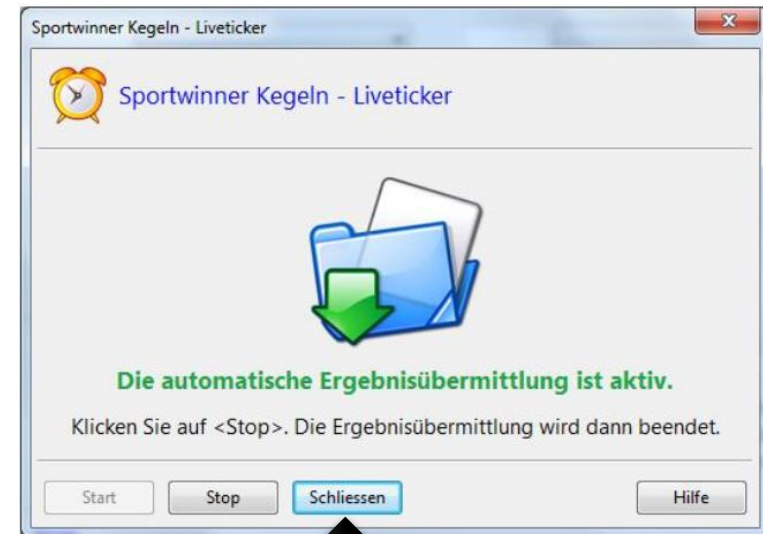 Sportwinner Kegeln - Liveticker
Sportwinner Kegeln - Liveticker
Die automatische Ergebnisübermittlung ist aktiv.
Klicken Sie auf <Stop>. Die Ergebnisübermittlung wird dann beendet.
Start Stop Schliessen Hilfe